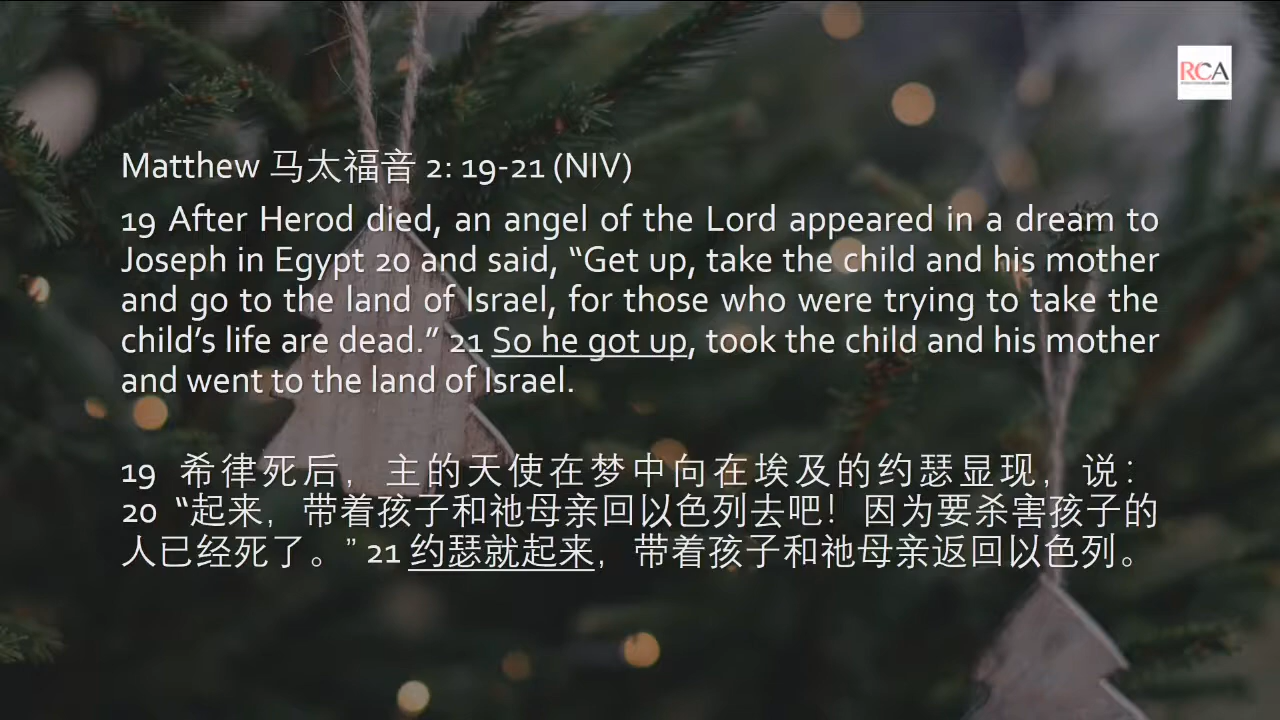 RCA
Matthew 马太福音 2: 19-21 (NIV)
19 After Herod died, an angel of the Lord appeared in a dream to
Joseph in Egypt 20 and said, “Get up, take the child and his mother
and go to the land of Israel, for those who were trying to take the
child’s life are dead.” 21 So he got up, took the child and his mother
and went to the land of Israel.
19 希律死后，主的天使在梦中向在埃及的约瑟显现，说：
20 “起来，带着孩子和祂母亲回以色列去吧！因为要杀害孩子的
人已经死了。” 21 约瑟就起来，带着孩子和祂母亲返回以色列。